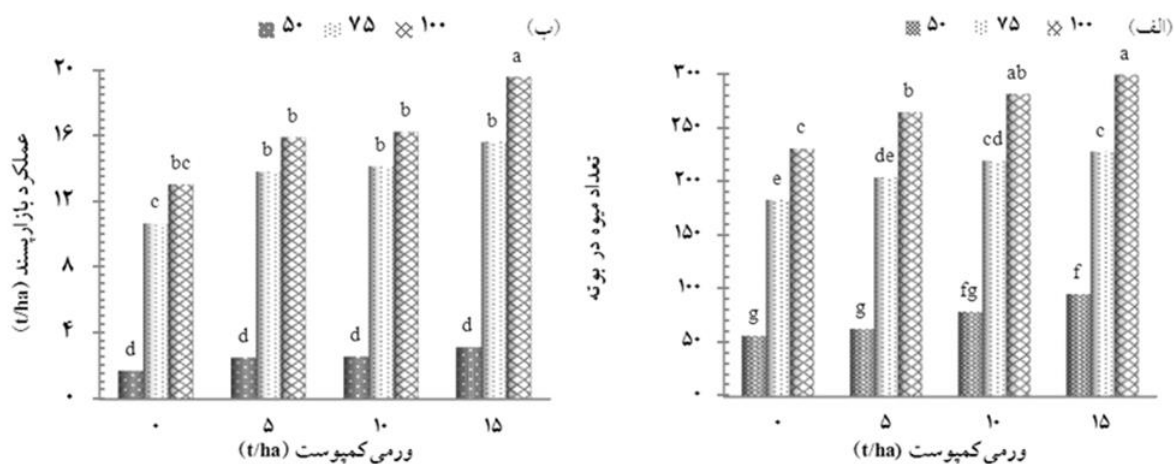 (الف) ۵۰ ۷۵ ۱۰۰
تعداد میوه در بوته
۳۰۰
۲۵۰
۲۰۰
۱۵۰
۱۰۰
۵۰
۰
g e c
g de b
fg cd ab
f c a
۰ ۵ ۱۰ ۱۵
ورمی‌کمپوست (t/ha)
(ب) ۵۰ ۷۵ ۱۰۰
عملکرد بازارپسند (t/ha)
۲۰
۱۶
۱۲
۸
۴
۰
d c bc
d b b
d b b
d b a
۰ ۵ ۱۰ ۱۵
ورمی‌کمپوست (t/ha)